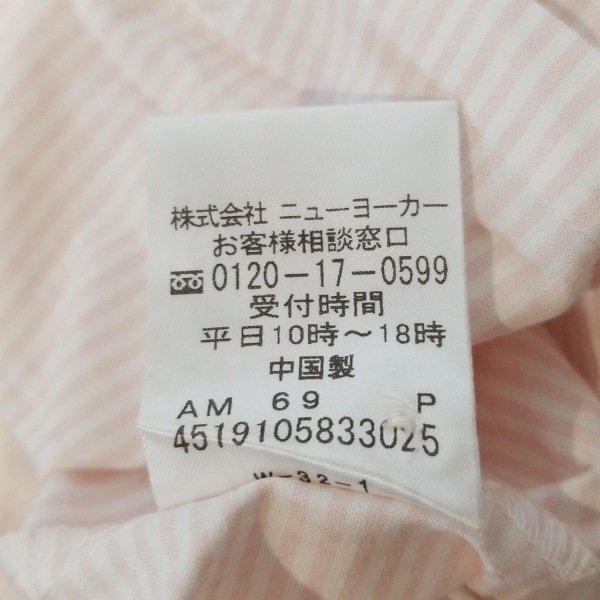 株式会社 ニューヨーカー
お客様相談窓口
0120-17-0599
受付時間
平日10時〜18時
中国製
AM 69 P
4519105833025
W-32-1